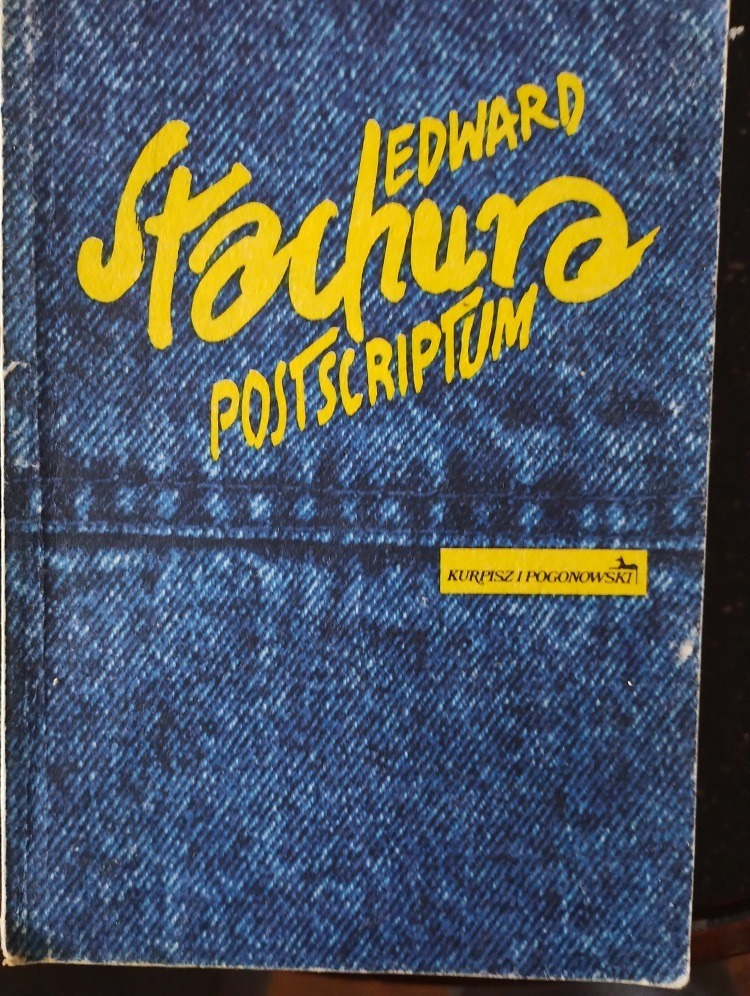 EDWARD
Stachura
POSTSCRIPTUM
KURPISZ I POGONOWSKI